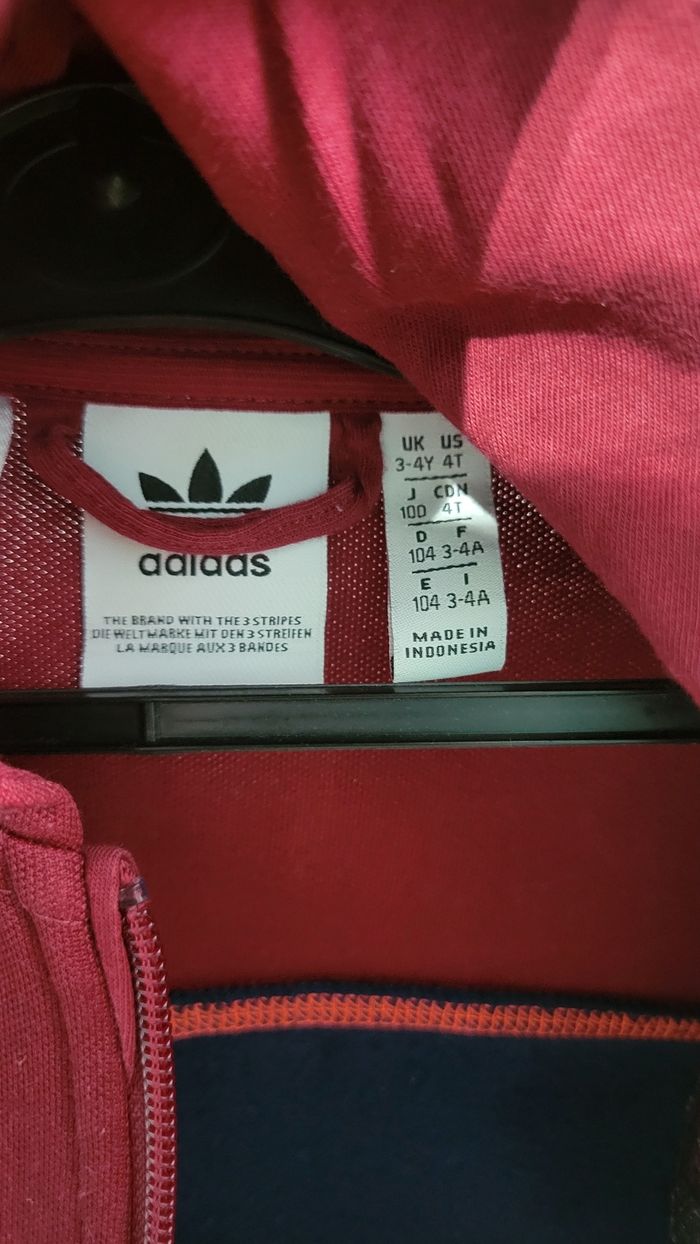 adidas
THE BRAND WITH THE 3 STRIPES
DIE WELTMARKE MIT DEN 3 STREIFEN
LA MARQUE AUX 3 BANDES
UK US
3-4Y 4T
J CDN
100 4T
D F
104 3-4A
E I
104 3-4A
MADE IN
INDONESIA